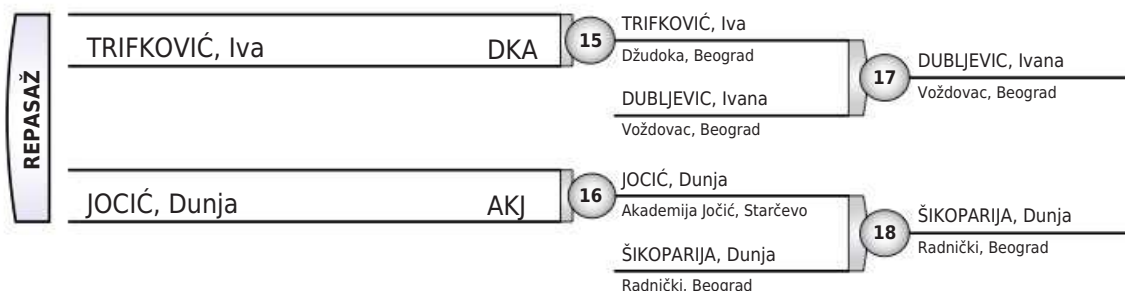 REPASAŽ
TRIFKOVIĆ, Iva DKA
15
TRIFKOVIĆ, Iva
Džudoka, Beograd
DUBLJEVIC, Ivana
Voždovac, Beograd
17
DUBLJEVIC, Ivana
Voždovac, Beograd
JOCIĆ, Dunja AKJ
16
JOCIĆ, Dunja
Akademija Jočić, Starčevo
ŠIKOPARIJA, Dunja
Radnički, Beograd
18
ŠIKOPARIJA, Dunja
Radnički, Beograd